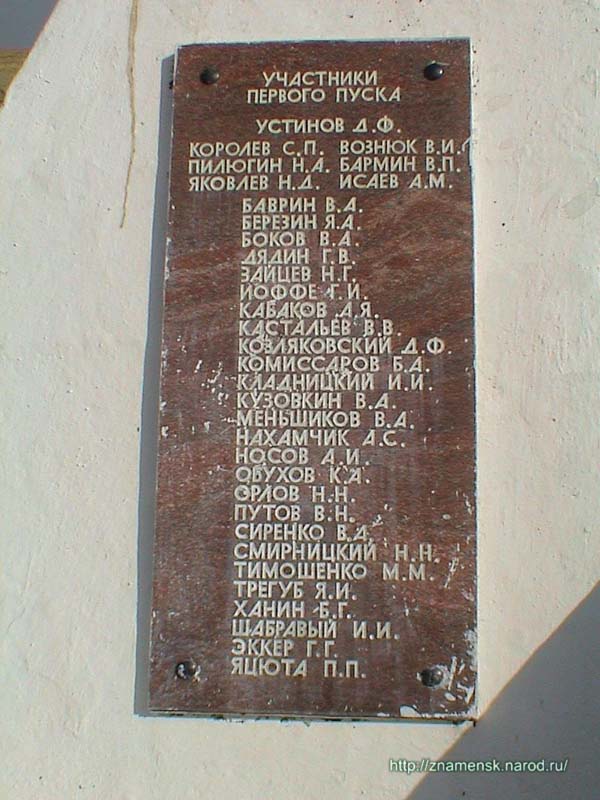 УЧАСТНИКИ
ПЕРВОГО ПУСКА
УСТИНОВ Д.Ф.
КОРОЛЕВ С.П. ВОЗНЮК В.И.
ПИЛЮГИН Н.А. БАРМИН В.П.
ЯКОВЛЕВ Н.Д. ИСАЕВ А.М.
БАВРИН В.А.
БЕРЕЗИН Я.А.
БОКОВ В.А.
ДЯДИН Г.В.
ЗАЙЦЕВ Н.Г.
ИОФФЕ Г.И.
КАБАКОВ А.Я.
КАСТАЛЬЕВ В.В.
КОЗЛЯКОВСКИЙ Д.Ф.
КОМИССАРОВ Б.А.
КЛАДНИЦКИЙ И.И.
КУЗОВКИН В.А.
МЕНЬШИКОВ В.А.
НАХАМЧИК А.С.
НОСОВ А.И.
ОБУХОВ К.А.
ОРЛОВ Н.Н.
ПУТОВ В.Н.
СИРЕНКО В.Д.
СМИРНИЦКИЙ Н.Н.
ТИМОШЕНКО М.М.
ТРЕГУБ Я.И.
ХАНИН Б.Г.
ШАБРАВЫЙ И.И.
ЭККЕР Г.Г.
ЯЦЮТА П.П.
http://znamensk.narod.ru/